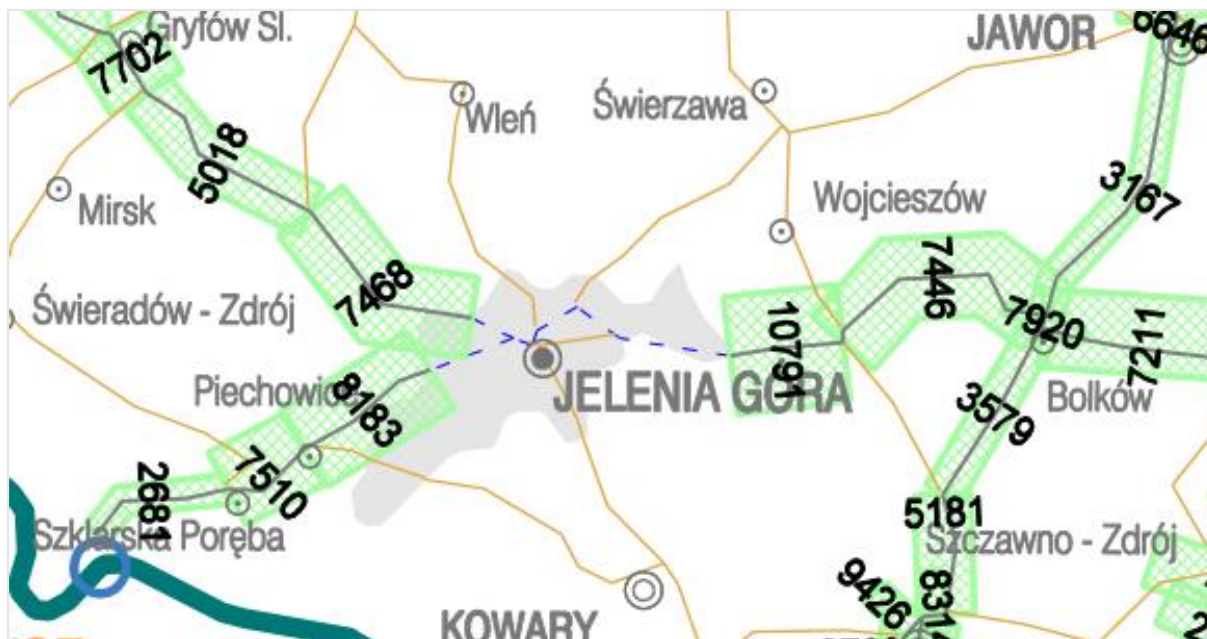 Gryfów Śl.
7702
JAWOR
6646
Wleń
Świerzawa
5018
Mirsk
3167
Wojcieszów
7446
Świeradów - Zdrój
7468
10791
7920
7211
Piechowice
8183
JELENIA GÓRA
3579
Bolków
7510
2681
5181
Szklarska Poręba
Szczawno - Zdrój
9426
KOWARY